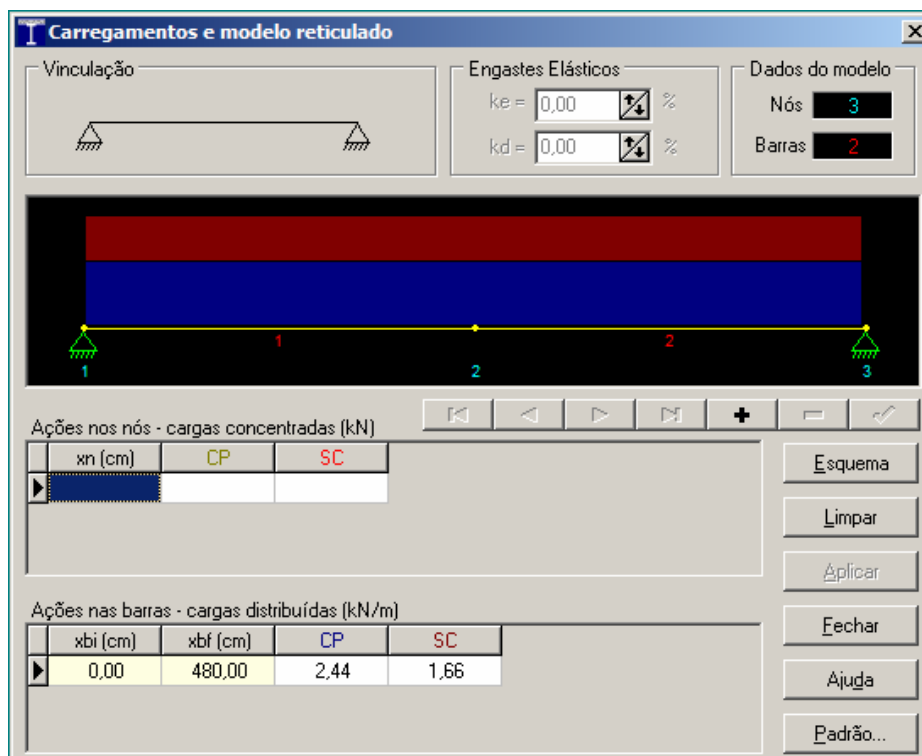 Carregamentos e modelo reticulado
Vinculação
Engastes Elásticos
ke = 0,00 %
kd = 0,00 %
Dados do modelo
Nós 3
Barras 2
1 2
1 2 3
Ações nos nós - cargas concentradas (kN)
xn (cm) CP SC
Ações nas barras - cargas distribuídas (kN/m)
xbi (cm) xbf (cm) CP SC
0,00 480,00 2,44 1,66
Esquema
Limpar
Aplicar
Fechar
Ajuda
Padrão...